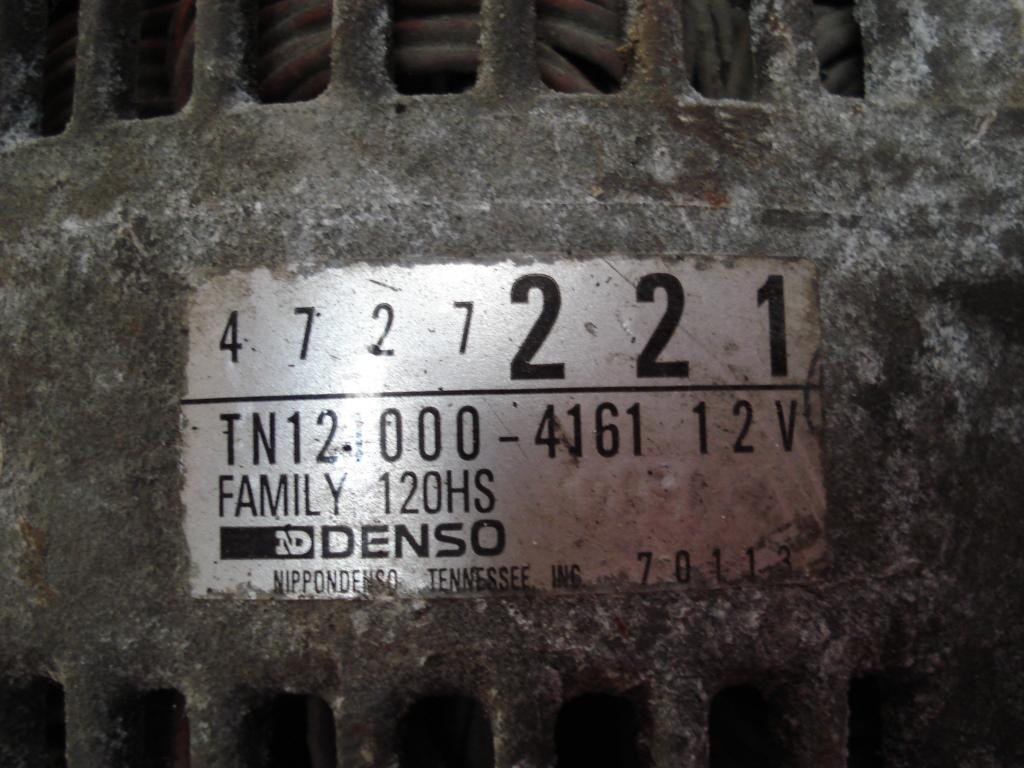 4727221
TN121000-4161 12V
FAMILY 120HS
ND DENSO
NIPPONDENSO TENNESSEE, INC. 70113